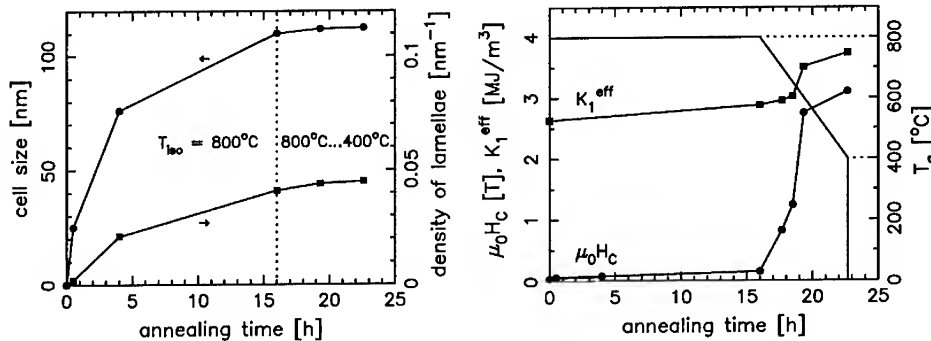 cell size [nm]
100
50
0
0 5 10 15 20 25
annealing time [h]
T_iso = 800°C
800°C...400°C
←
→
0.1
0.05
0
density of lamellae [nm⁻¹]
μ₀H_C [T], K₁^eff [MJ/m³]
4
3
2
1
0
K₁^eff
μ₀H_C
0 5 10 15 20 25
annealing time [h]
800
600
400
200
0
[°C]